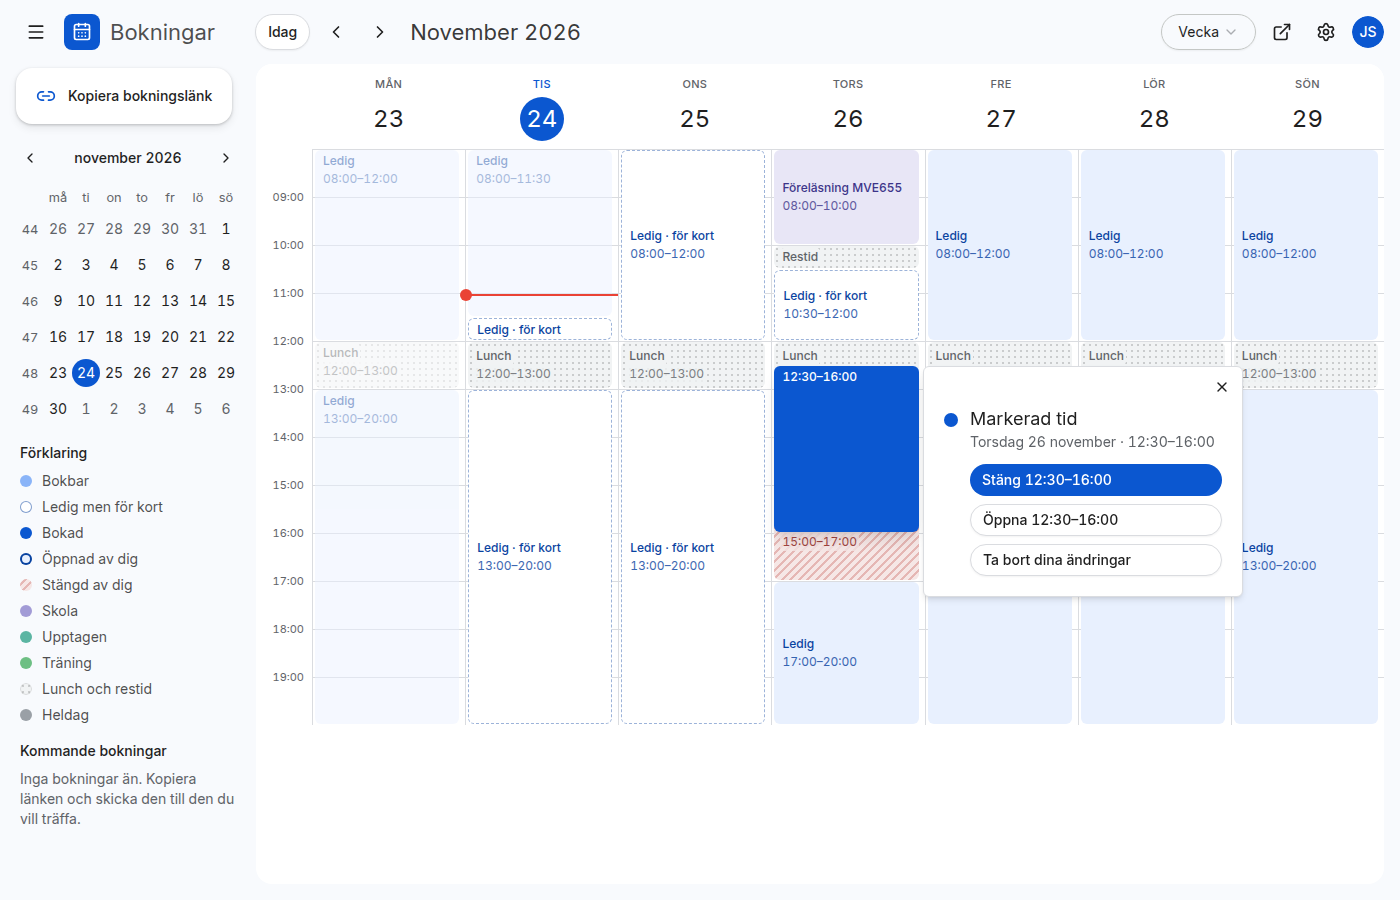 Bokningar
Idag
November 2026
Vecka
JS
Kopiera bokningslänk
november 2026
må ti on to fr lö sö
44 26 27 28 29 30 31 1
45 2 3 4 5 6 7 8
46 9 10 11 12 13 14 15
47 16 17 18 19 20 21 22
48 23 24 25 26 27 28 29
49 30 1 2 3 4 5 6
Förklaring
Bokbar
Ledig men för kort
Bokad
Öppnad av dig
Stängd av dig
Skola
Upptagen
Träning
Lunch och restid
Heldag
Kommande bokningar
Inga bokningar än. Kopiera
länken och skicka den till den du
vill träffa.
MÅN TIS ONS TORS FRE LÖR SÖN
23 24 25 26 27 28 29
09:00
10:00
11:00
12:00
13:00
14:00
15:00
16:00
17:00
18:00
19:00
Ledig
08:00–12:00
Lunch
12:00–13:00
Ledig
13:00–20:00
Ledig
08:00–11:30
Ledig · för kort
Lunch
12:00–13:00
Ledig · för kort
13:00–20:00
Ledig · för kort
08:00–12:00
Lunch
12:00–13:00
Ledig · för kort
13:00–20:00
Föreläsning MVE655
08:00–10:00
Restid
Ledig · för kort
10:30–12:00
Lunch
12:30–16:00
15:00–17:00
Ledig
17:00–20:00
Ledig
08:00–12:00
Lunch
Ledig
08:00–12:00
Lunch
Ledig
08:00–12:00
Lunch
12:00–13:00
Ledig
13:00–20:00
Markerad tid
Torsdag 26 november · 12:30–16:00
Stäng 12:30–16:00
Öppna 12:30–16:00
Ta bort dina ändringar